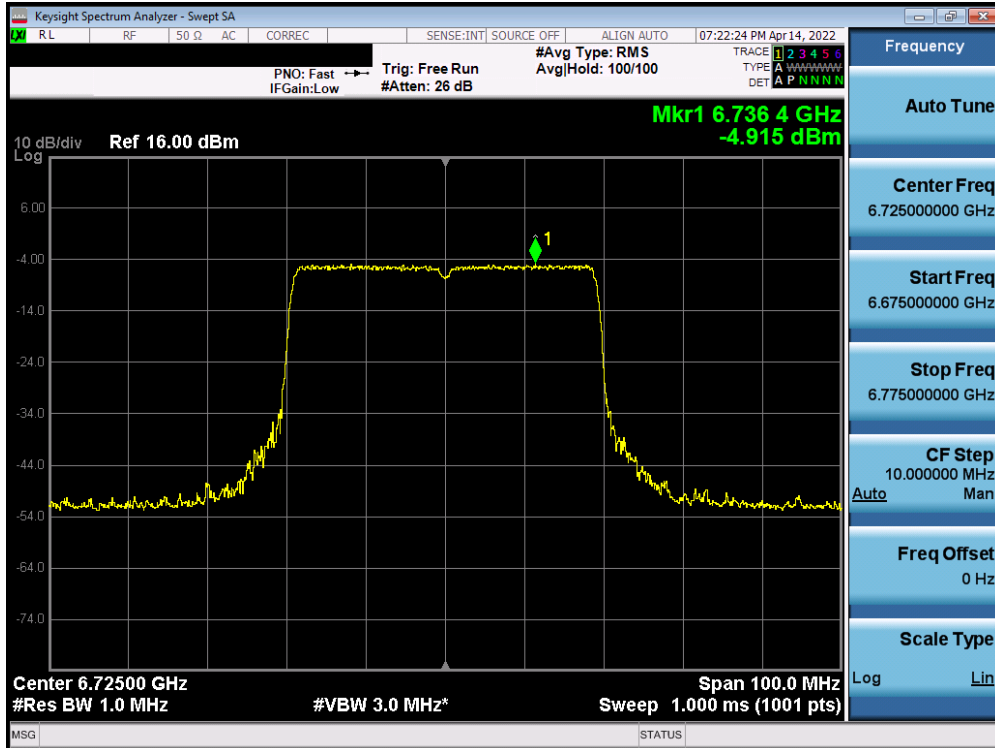 Keysight Spectrum Analyzer - Swept SA
LXI RL RF 50 Ω AC CORREC SENSE:INT SOURCE OFF ALIGN AUTO 07:22:24 PM Apr 14, 2022
#Avg Type: RMS TRACE 1 2 3 4 5 6
PNO: Fast Trig: Free Run Avg|Hold: 100/100 TYPE A WWWWW
IFGain:Low #Atten: 26 dB DET A P N N N N
Mkr1 6.736 4 GHz
-4.915 dBm
10 dB/div Ref 16.00 dBm
Log
1
6.00
-4.00
-14.0
-24.0
-34.0
-44.0
-54.0
-64.0
-74.0
Center 6.72500 GHz Span 100.0 MHz
#Res BW 1.0 MHz #VBW 3.0 MHz* Sweep 1.000 ms (1001 pts)
MSG STATUS
Frequency
Auto Tune
Center Freq
6.725000000 GHz
Start Freq
6.675000000 GHz
Stop Freq
6.775000000 GHz
CF Step
10.000000 MHz
Auto Man
Freq Offset
0 Hz
Scale Type
Log Lin